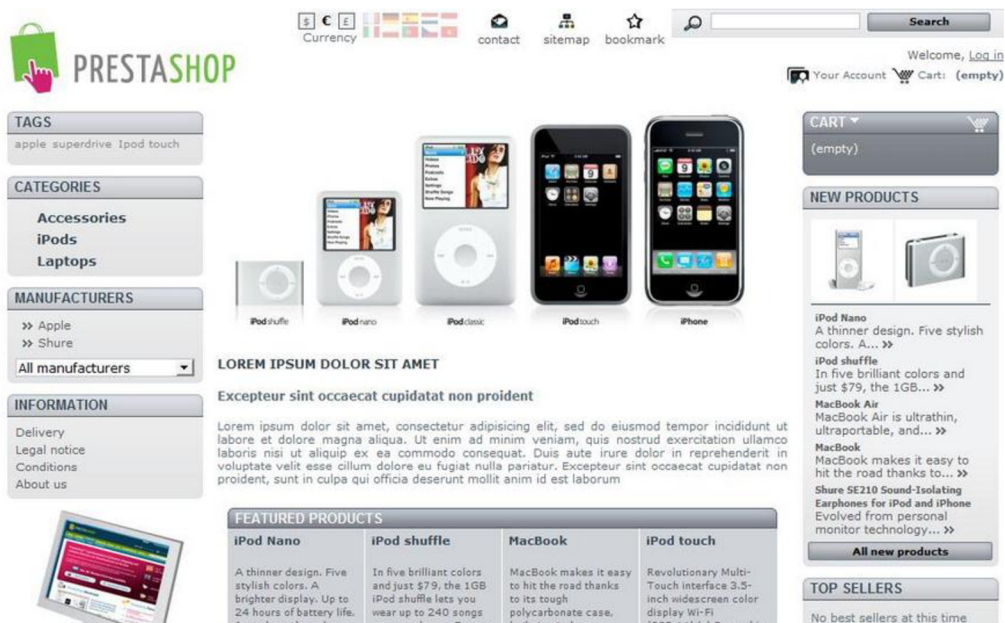 $ € £
Currency
contact
sitemap
bookmark
Search
PRESTASHOP
Welcome, Log in
Your Account Cart: (empty)
TAGS
apple superdrive Ipod touch
CATEGORIES
Accessories
iPods
Laptops
MANUFACTURERS
» Apple
» Shure
All manufacturers
INFORMATION
Delivery
Legal notice
Conditions
About us
iPod shuffle
iPod nano
iPod classic
iPod touch
iPhone
LOREM IPSUM DOLOR SIT AMET
Excepteur sint occaecat cupidatat non proident
Lorem ipsum dolor sit amet, consectetur adipisicing elit, sed do eiusmod tempor incididunt ut
labore et dolore magna aliqua. Ut enim ad minim veniam, quis nostrud exercitation ullamco
laboris nisi ut aliquip ex ea commodo consequat. Duis aute irure dolor in reprehenderit in
voluptate velit esse cillum dolore eu fugiat nulla pariatur. Excepteur sint occaecat cupidatat non
proident, sunt in culpa qui officia deserunt mollit anim id est laborum
FEATURED PRODUCTS
iPod Nano
A thinner design. Five
stylish colors. A
brighter display. Up to
24 hours of battery life.
iPod shuffle
In five brilliant colors
and just $79, the 1GB
iPod shuffle lets you
wear up to 240 songs
MacBook
MacBook makes it easy
to hit the road thanks
to its tough
polycarbonate case,
iPod touch
Revolutionary Multi-
Touch interface 3.5-
inch widescreen color
display Wi-Fi
CART
(empty)
NEW PRODUCTS
iPod Nano
A thinner design. Five stylish
colors. A... »
iPod shuffle
In five brilliant colors and
just $79, the 1GB... »
MacBook Air
MacBook Air is ultrathin,
ultraportable, and... »
MacBook
MacBook makes it easy to
hit the road thanks to... »
Shure SE210 Sound-Isolating
Earphones for iPod and iPhone
Evolved from personal
monitor technology... »
All new products
TOP SELLERS
No best sellers at this time